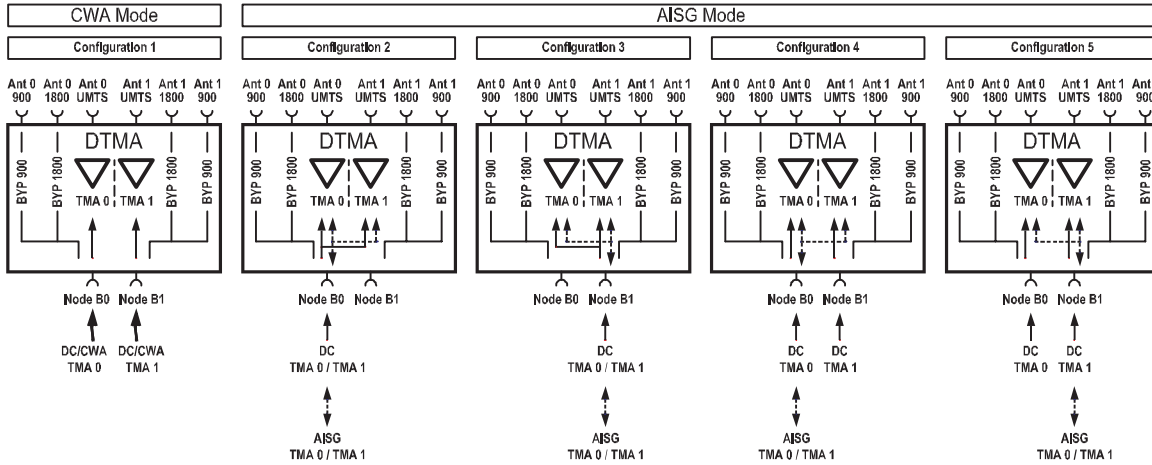 CWA Mode
AISG Mode
Configuration 1
Configuration 2
Configuration 3
Configuration 4
Configuration 5
Ant 0 Ant 0 Ant 0 Ant 1 Ant 1 Ant 1
900 1800 UMTS UMTS 1800 900
Ant 0 Ant 0 Ant 0 Ant 1 Ant 1 Ant 1
900 1800 UMTS UMTS 1800 900
Ant 0 Ant 0 Ant 0 Ant 1 Ant 1 Ant 1
900 1800 UMTS UMTS 1800 900
Ant 0 Ant 0 Ant 0 Ant 1 Ant 1 Ant 1
900 1800 UMTS UMTS 1800 900
Ant 0 Ant 0 Ant 0 Ant 1 Ant 1 Ant 1
900 1800 UMTS UMTS 1800 900
DTMA
BYP 900
BYP 1800
TMA 0 TMA 1
BYP 1800
BYP 900
DTMA
BYP 900
BYP 1800
TMA 0 TMA 1
BYP 1800
BYP 900
DTMA
BYP 900
BYP 1800
TMA 0 TMA 1
BYP 1800
BYP 900
DTMA
BYP 900
BYP 1800
TMA 0 TMA 1
BYP 1800
BYP 900
DTMA
BYP 900
BYP 1800
TMA 0 TMA 1
BYP 1800
BYP 900
Node B0 Node B1
Node B0 Node B1
Node B0 Node B1
Node B0 Node B1
Node B0 Node B1
DC/CWA DC/CWA
TMA 0 TMA 1
DC
TMA 0 / TMA 1
DC
TMA 0 / TMA 1
DC DC
TMA 0 TMA 1
DC DC
TMA 0 TMA 1
AISG
TMA 0 / TMA 1
AISG
TMA 0 / TMA 1
AISG
TMA 0 / TMA 1
AISG
TMA 0 / TMA 1